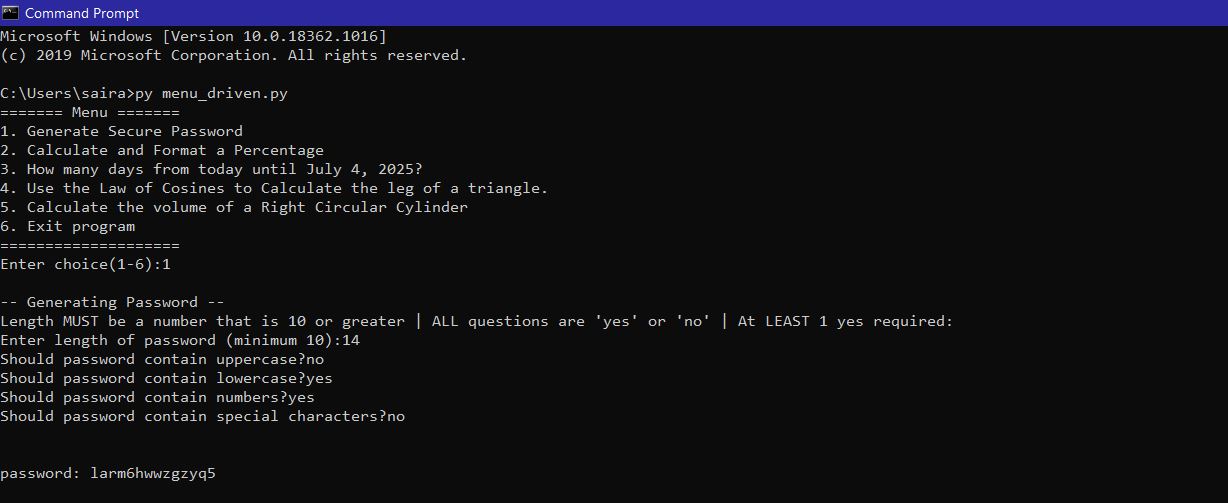 Command Prompt
Microsoft Windows [Version 10.0.18362.1016]
(c) 2019 Microsoft Corporation. All rights reserved.
C:\Users\saira>py menu_driven.py
======= Menu =======
1. Generate Secure Password
2. Calculate and Format a Percentage
3. How many days from today until July 4, 2025?
4. Use the Law of Cosines to Calculate the leg of a triangle.
5. Calculate the volume of a Right Circular Cylinder
6. Exit program
====================
Enter choice(1-6):1
-- Generating Password --
Length MUST be a number that is 10 or greater | ALL questions are 'yes' or 'no' | At LEAST 1 yes required:
Enter length of password (minimum 10):14
Should password contain uppercase?no
Should password contain lowercase?yes
Should password contain numbers?yes
Should password contain special characters?no
password: larm6hwwzgzyq5